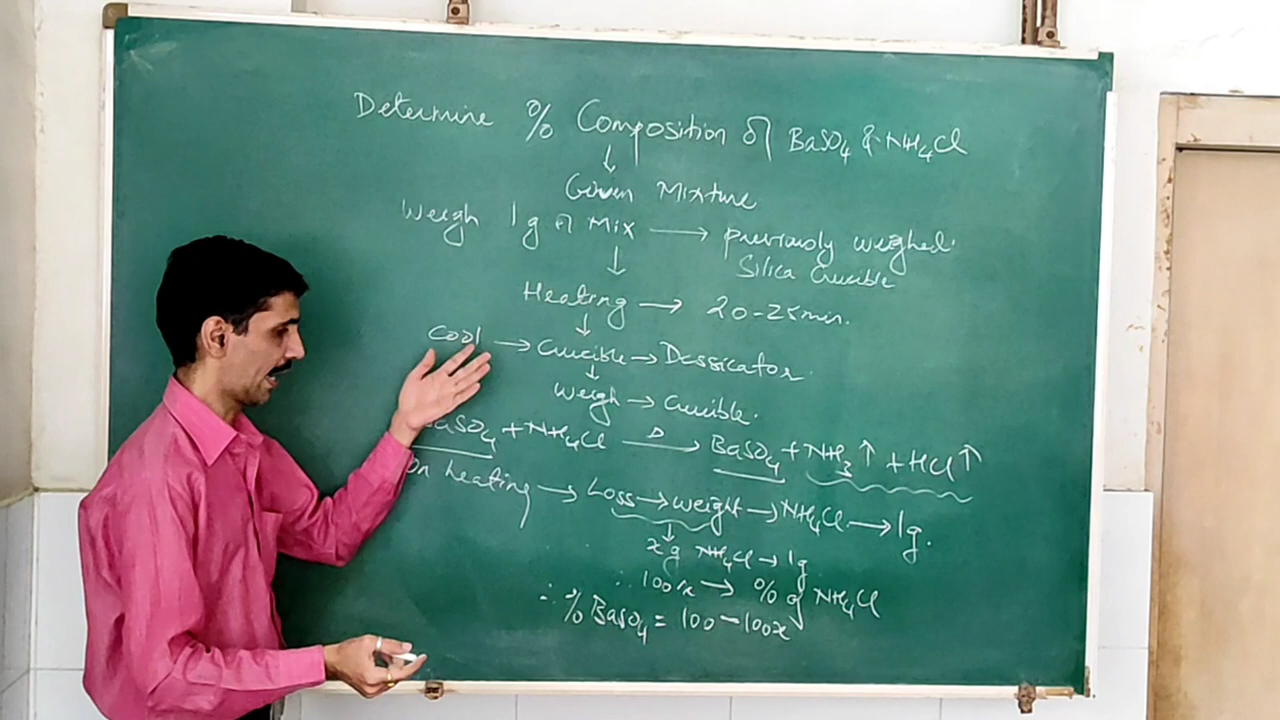 Determine % Composition of BaSO4 & NH4Cl
↓
Given Mixture
Weigh 1g of Mix → previously weighed
Silica Crucible
↓
Heating → 20-25min.
↓
Cool → Crucible → Dessicator
↓
Weigh → Crucible.
BaSO4 + NH4Cl —Δ→ BaSO4 + NH3↑ + HCl↑
On heating → Loss → weight → NH4Cl → 1g.
↓
xg NH4Cl → 1g
∴ 100x → % of NH4Cl
∴ % BaSO4 = 100 - 100x